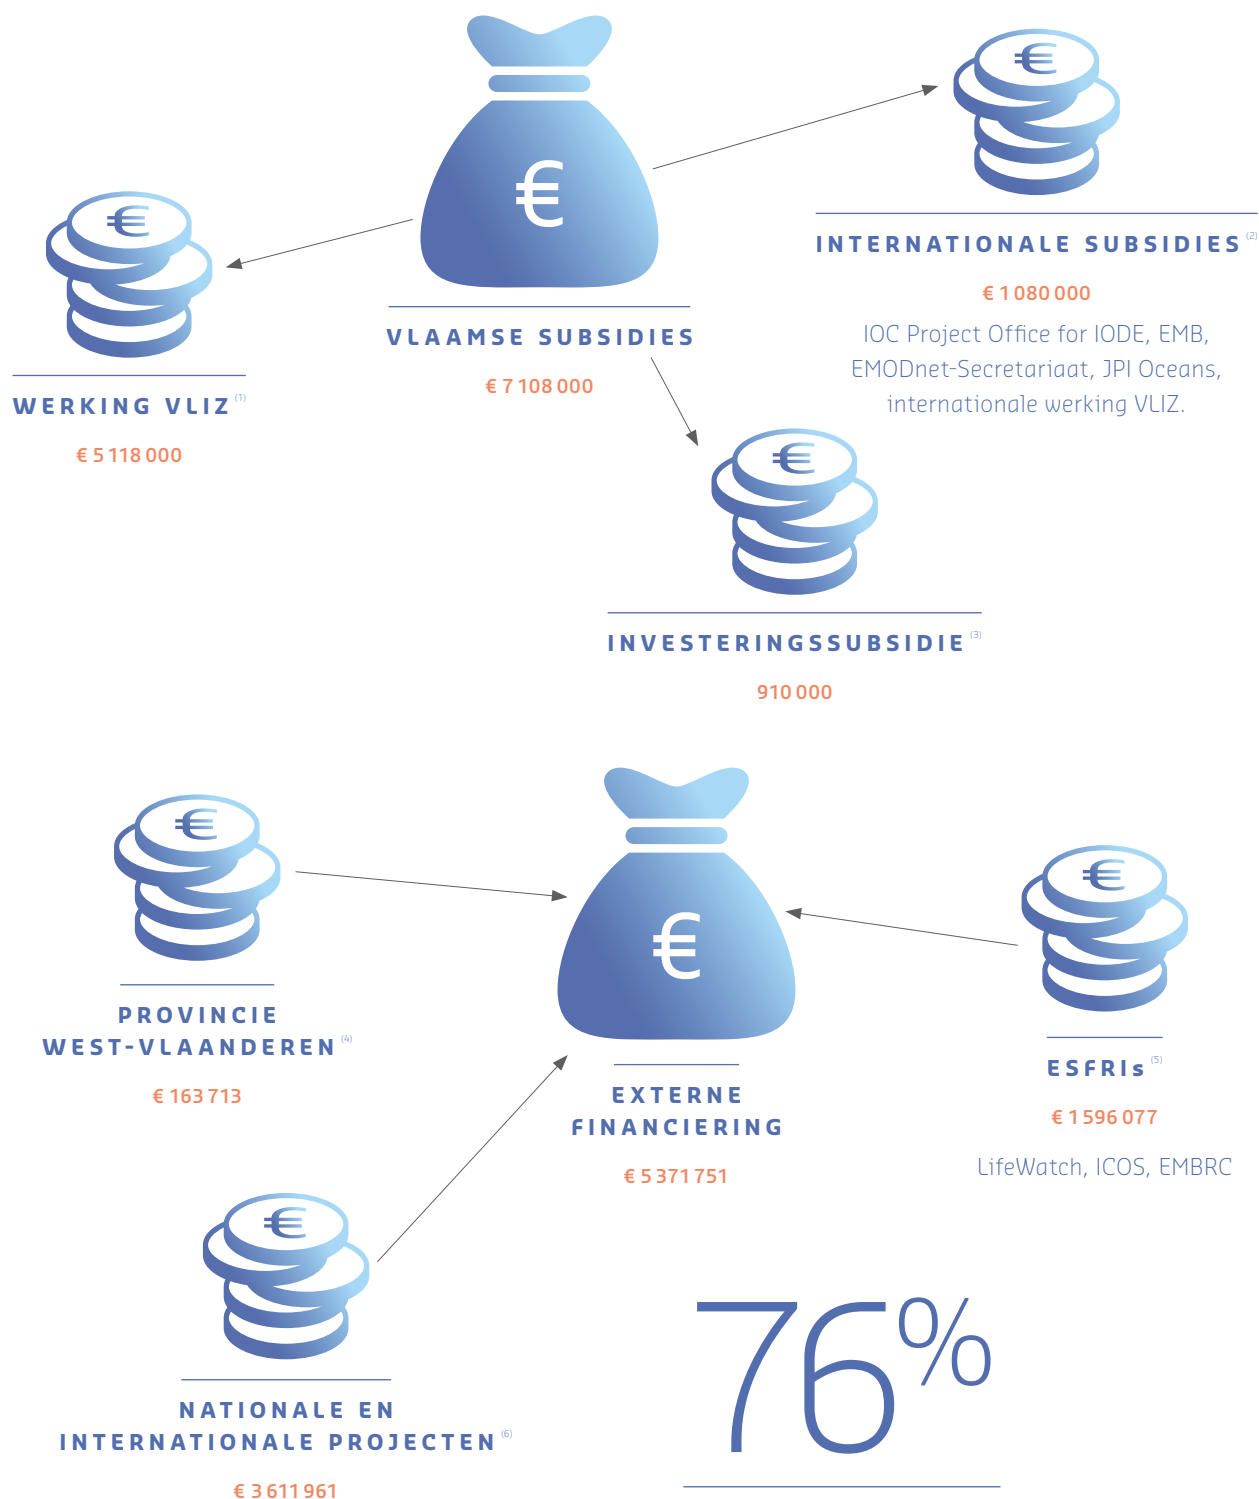 €
€
INTERNATIONALE SUBSIDIES (2)
€ 1 080 000
IOC Project Office for IODE, EMB,
EMODnet-Secretariaat, JPI Oceans,
internationale werking VLIZ.
€
WERKING VLIZ (1)
€ 5 118 000
VLAAMSE SUBSIDIES
€ 7 108 000
€
INVESTERINGSSUBSIDIE (3)
910 000
€
PROVINCIE
WEST-VLAANDEREN (4)
€ 163 713
€
EXTERNE
FINANCIERING
€ 5 371 751
€
ESFRIs (5)
€ 1 596 077
LifeWatch, ICOS, EMBRC
€
NATIONALE EN
INTERNATIONALE PROJECTEN (6)
€ 3 611 961
76%